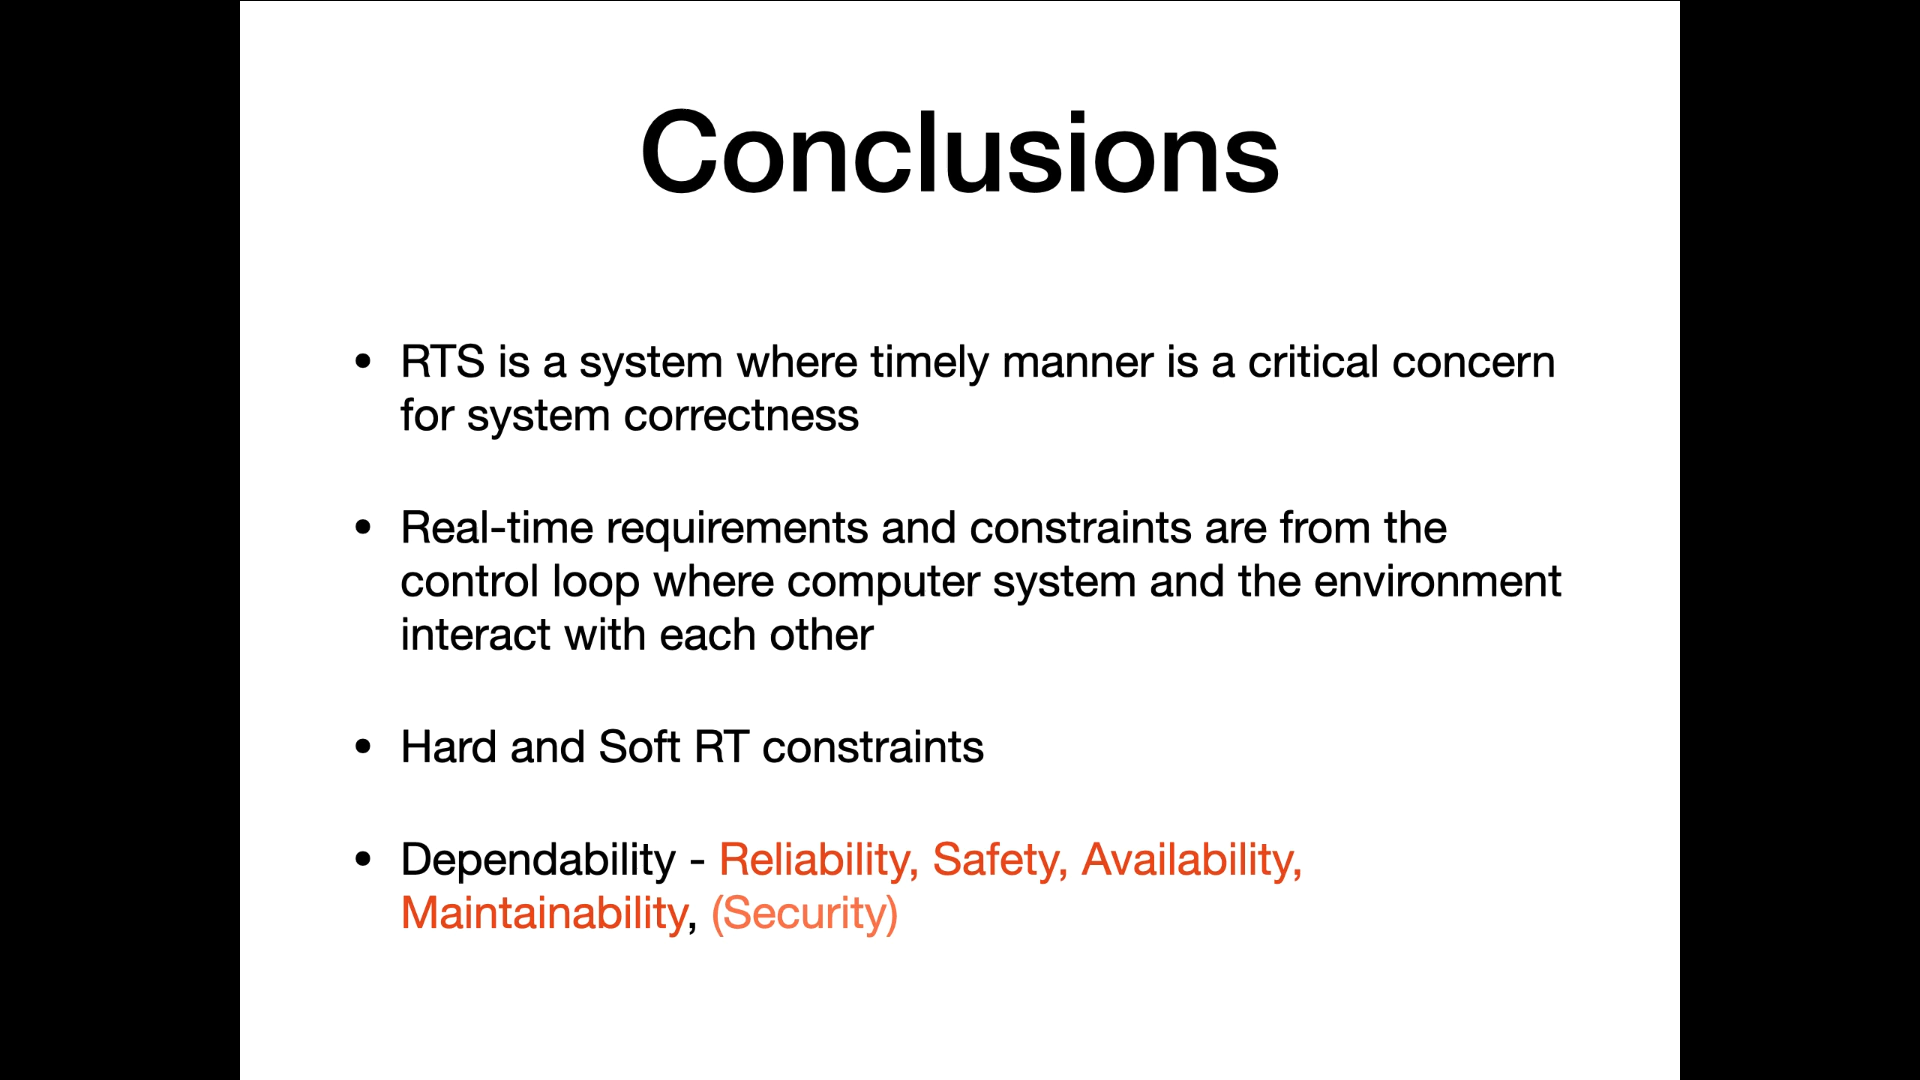 Conclusions
• RTS is a system where timely manner is a critical concern
for system correctness
• Real-time requirements and constraints are from the
control loop where computer system and the environment
interact with each other
• Hard and Soft RT constraints
• Dependability - Reliability, Safety, Availability,
Maintainability, (Security)